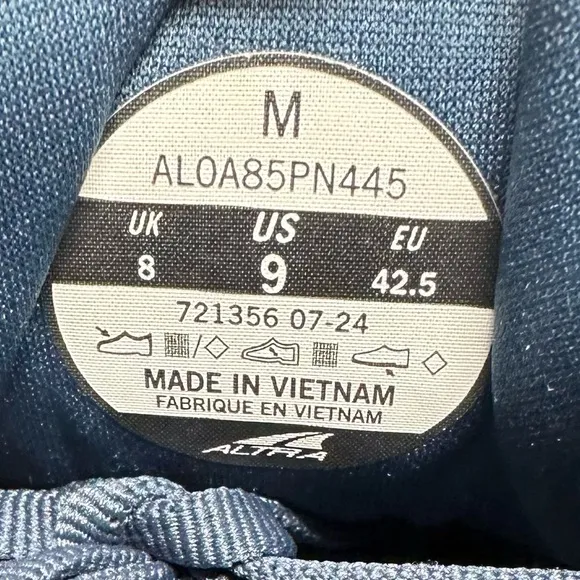 M
AL0A85PN445
UK US EU
8 9 42.5
721356 07-24
/
MADE IN VIETNAM
FABRIQUE EN VIETNAM
ALTRA